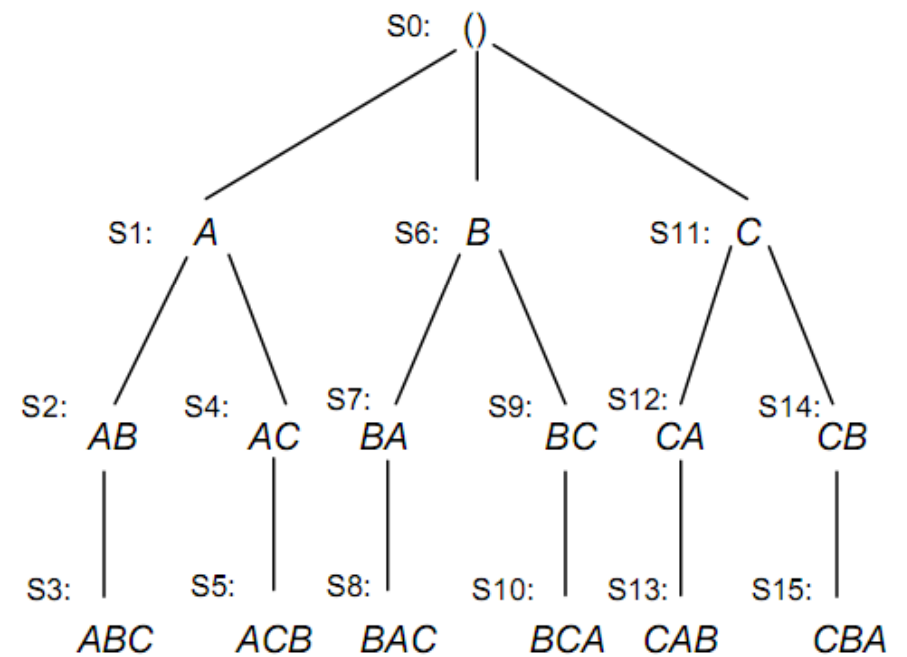 S0: ()
S1: A S6: B S11: C
S2: S4: S7: S9: S12: S14:
AB AC BA BC CA CB
S3: S5: S8: S10: S13: S15:
ABC ACB BAC BCA CAB CBA